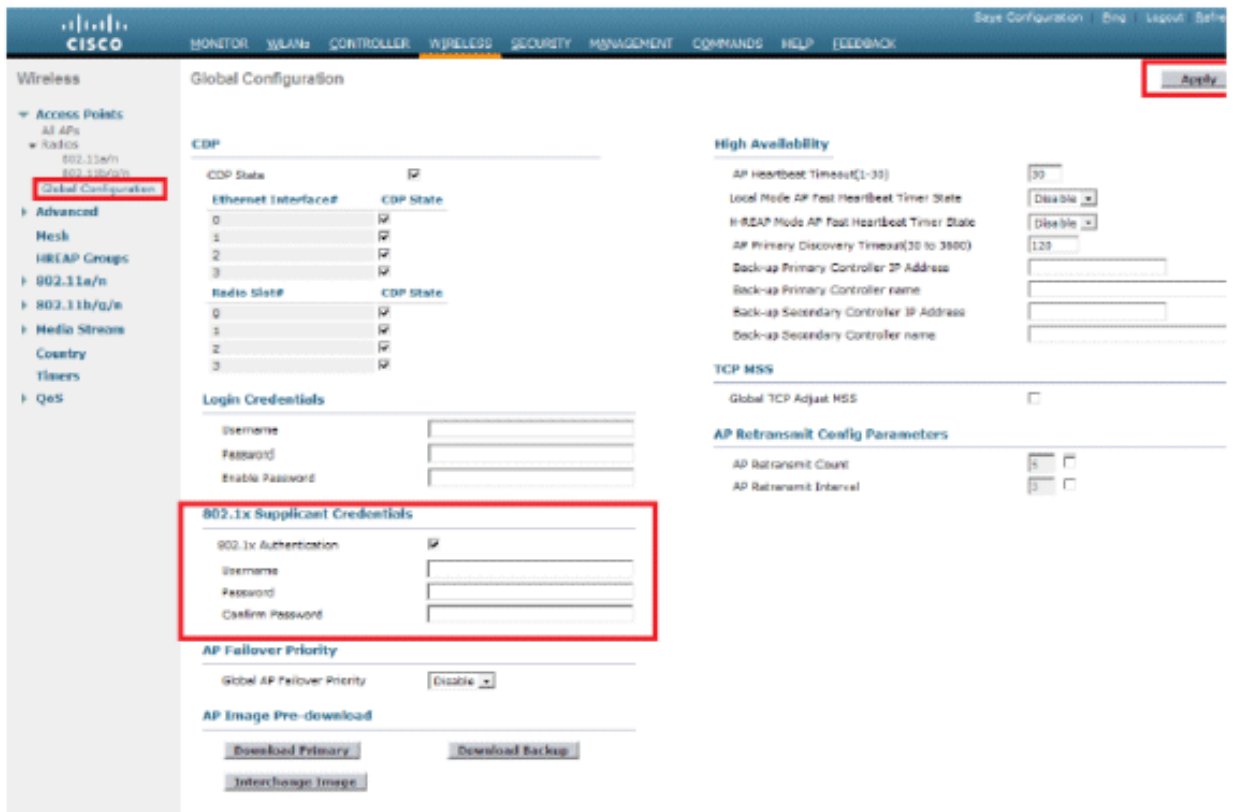 Save Configuration | Ping | Logout | Refre
CISCO
MONITOR WLANs CONTROLLER WIRELESS SECURITY MANAGEMENT COMMANDS HELP FEEDBACK
Wireless
Access Points
All APs
Radios
802.11a/n
802.11b/g/n
Global Configuration
Advanced
Mesh
HREAP Groups
802.11a/n
802.11b/g/n
Media Stream
Country
Timers
QoS
Global Configuration
Apply
CDP
CDP State
Ethernet Interface# CDP State
0
1
2
3
Radio Slot# CDP State
0
1
2
3
Login Credentials
Username
Password
Enable Password
802.1x Supplicant Credentials
802.1x Authentication
Username
Password
Confirm Password
AP Failover Priority
Global AP Failover Priority Disable
AP Image Pre-download
Download Primary Download Backup
Interchange Image
High Availability
AP Heartbeat Timeout(1-30) 30
Local Mode AP Fast Heartbeat Timer State Disable
H-REAP Mode AP Fast Heartbeat Timer State Disable
AP Primary Discovery Timeout(30 to 3600) 120
Back-up Primary Controller IP Address
Back-up Primary Controller name
Back-up Secondary Controller IP Address
Back-up Secondary Controller name
TCP MSS
Global TCP Adjust MSS
AP Retransmit Config Parameters
AP Retransmit Count 5
AP Retransmit Interval 3